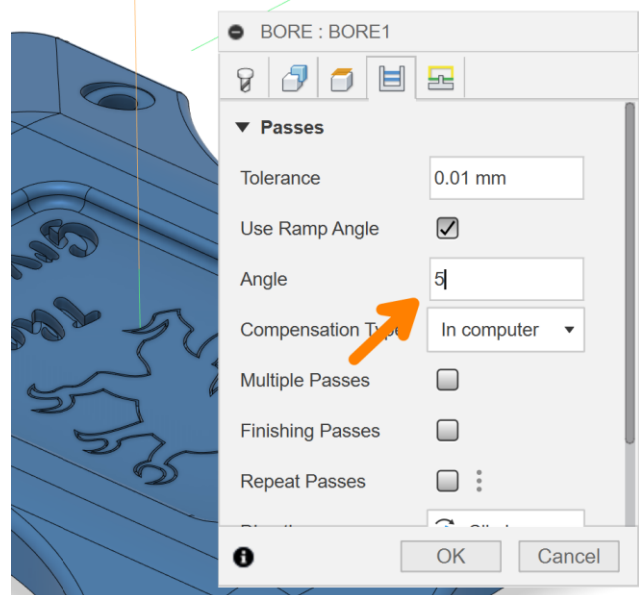 BORE : BORE1
Passes
Tolerance 0.01 mm
Use Ramp Angle
Angle 5
Compensation Type In computer
Multiple Passes
Finishing Passes
Repeat Passes
OK Cancel